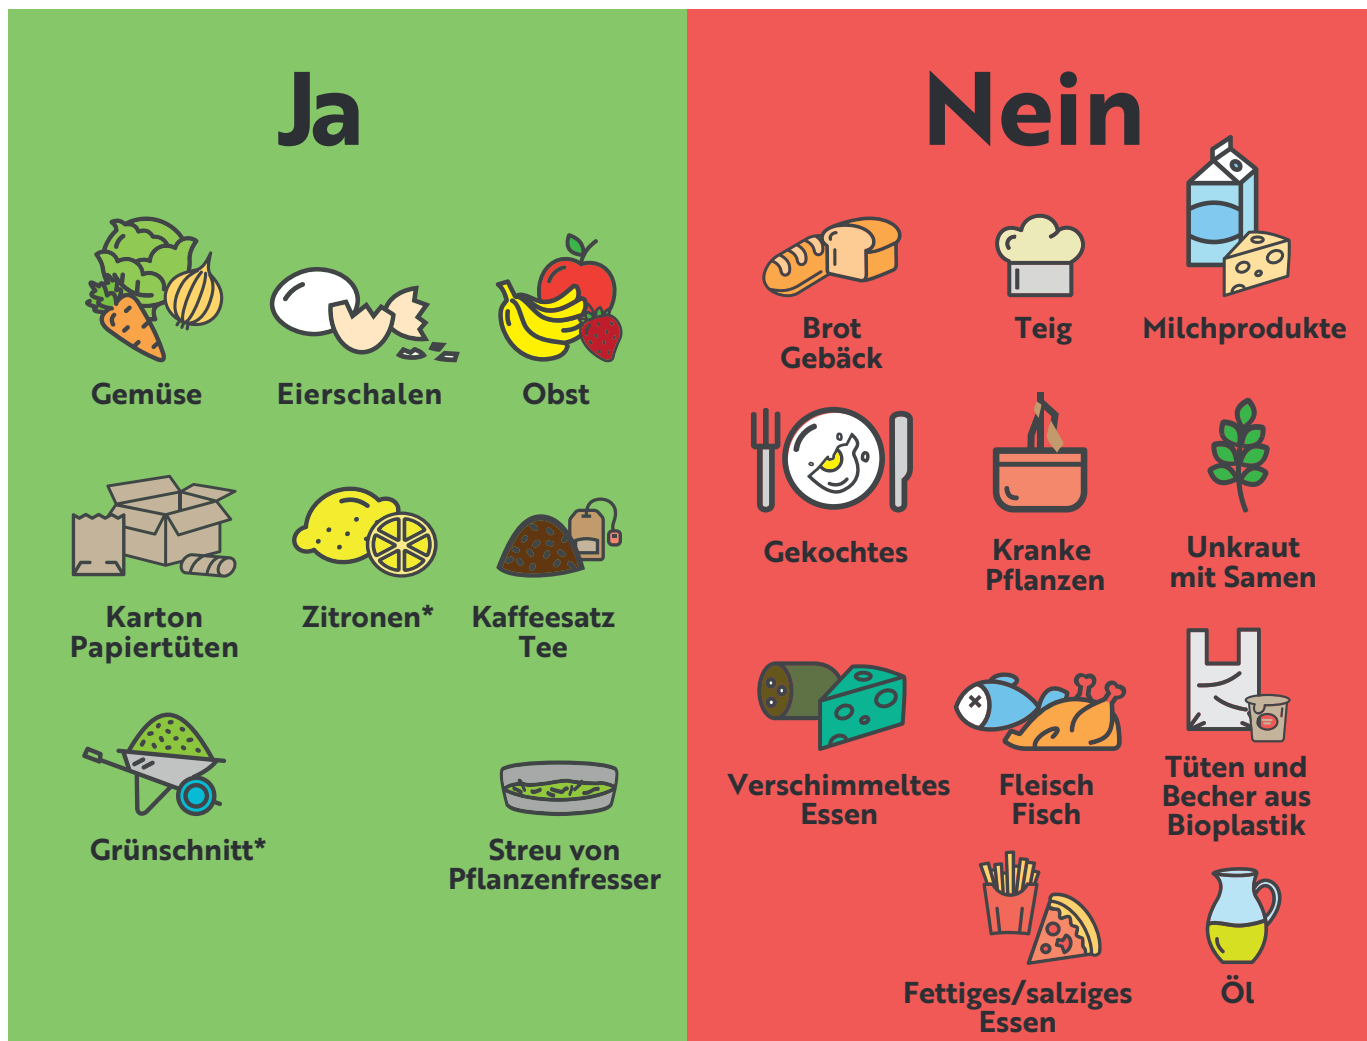 Ja
Gemüse
Eierschalen
Obst
Karton
Papiertüten
Zitronen*
Kaffeesatz
Tee
Grünschnitt*
Streu von
Pflanzenfresser
Nein
Brot
Gebäck
Teig
Milchprodukte
Gekochtes
Kranke
Pflanzen
Unkraut
mit Samen
Verschimmeltes
Essen
Fleisch
Fisch
Tüten und
Becher aus
Bioplastik
Fettiges/salziges
Essen
Öl